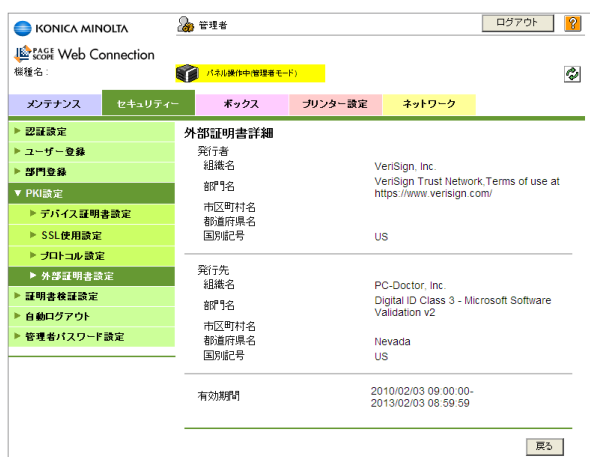 KONICA MINOLTA
管理者
ログアウト
?
PAGE SCOPE Web Connection
機種名 :
パネル操作中(管理者モード)
メンテナンス
セキュリティー
ボックス
プリンター設定
ネットワーク
認証設定
ユーザー登録
部門登録
PKI設定
デバイス証明書設定
SSL使用設定
プロトコル設定
外部証明書設定
証明書検証設定
自動ログアウト
管理者パスワード設定
外部証明書詳細
発行者
組織名 VeriSign, Inc.
部門名 VeriSign Trust Network,Terms of use at
https://www.verisign.com/
市区町村名
都道府県名
国別記号 US
発行先
組織名 PC-Doctor, Inc.
部門名 Digital ID Class 3 - Microsoft Software
Validation v2
市区町村名
都道府県名 Nevada
国別記号 US
有効期間 2010/02/03 09:00:00-
2013/02/03 08:59:59
戻る